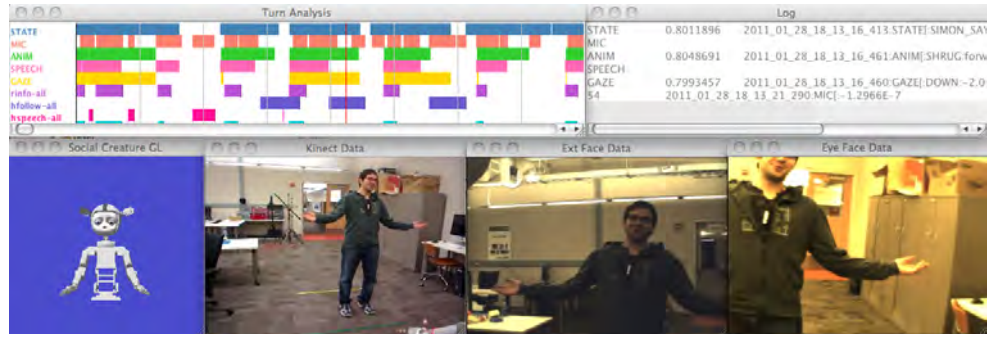 Turn Analysis
STATE
MIC
ANIM
SPEECH
GAZE
rinfo-all
hfollow-all
hspeech-all
Log
STATE 0.8011896 2011_01_28_18_13_16_413:STATE[:SIMON_SAY
MIC
ANIM 0.8048691 2011_01_28_18_13_16_461:ANIM[:SHRUG:forw
SPEECH
GAZE 0.7993457 2011_01_28_18_13_16_460:GAZE[:DOWN:-2.0
54 2011_01_28_18_13_21_290:MIC[:-1.2966E-7
Social Creature GL
Kinect Data
Ext Face Data
Eye Face Data